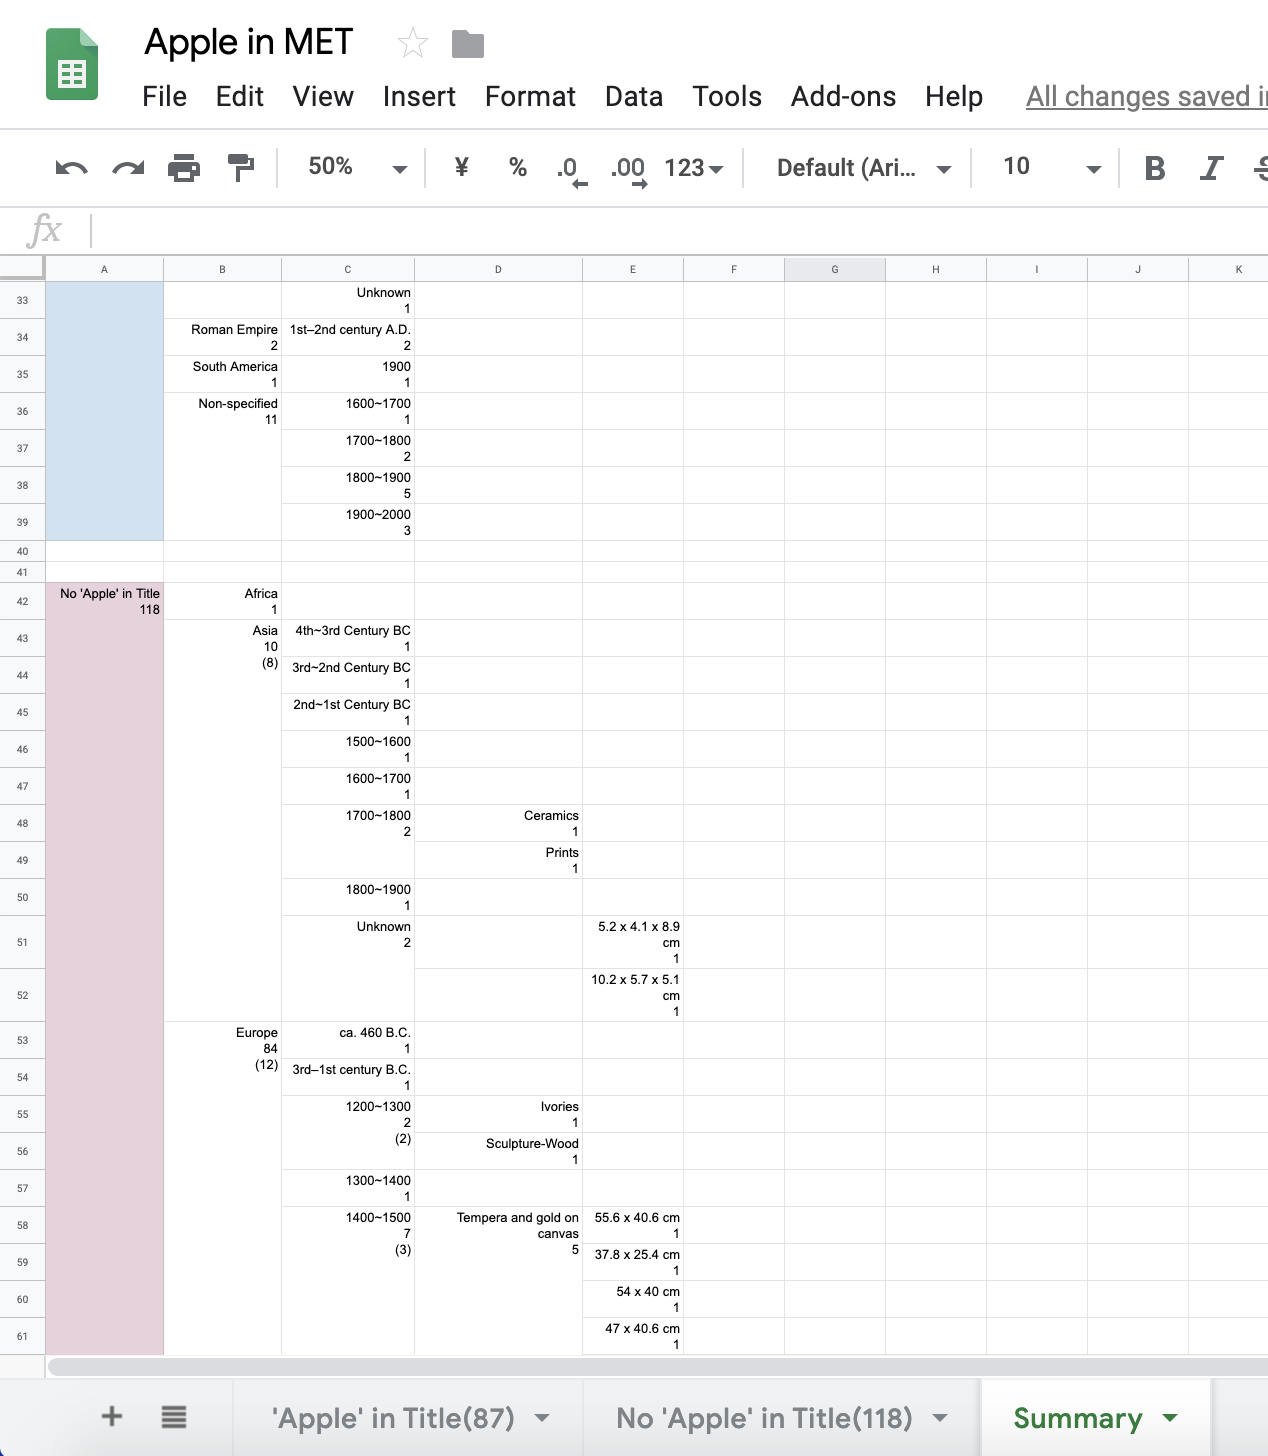 Apple in MET
File Edit View Insert Format Data Tools Add-ons Help All changes saved
50% ¥ % .0 .00 123 Default (Ari... 10 B I S
fx
A B C D E F G H I J K
33 Unknown
1
34 Roman Empire 1st–2nd century A.D.
2 2
35 South America 1900
1 1
36 Non-specified 1600~1700
11 1
37 1700~1800
2
38 1800~1900
5
39 1900~2000
3
40
41
42 No 'Apple' in Title Africa
118 1
43 Asia 4th~3rd Century BC
10 1
(8)
44 3rd~2nd Century BC
1
45 2nd~1st Century BC
1
46 1500~1600
1
47 1600~1700
1
48 1700~1800 Ceramics
2 1
49 Prints
1
50 1800~1900
1
51 Unknown 5.2 x 4.1 x 8.9
2 cm
1
52 10.2 x 5.7 x 5.1
cm
1
53 Europe ca. 460 B.C.
84 1
(12)
54 3rd–1st century B.C.
1
55 1200~1300 Ivories
2 1
(2)
56 Sculpture-Wood
1
57 1300~1400
1
58 1400~1500 Tempera and gold on 55.6 x 40.6 cm
7 canvas 1
(3) 5
59 37.8 x 25.4 cm
1
60 54 x 40 cm
1
61 47 x 40.6 cm
1
'Apple' in Title(87) No 'Apple' in Title(118) Summary